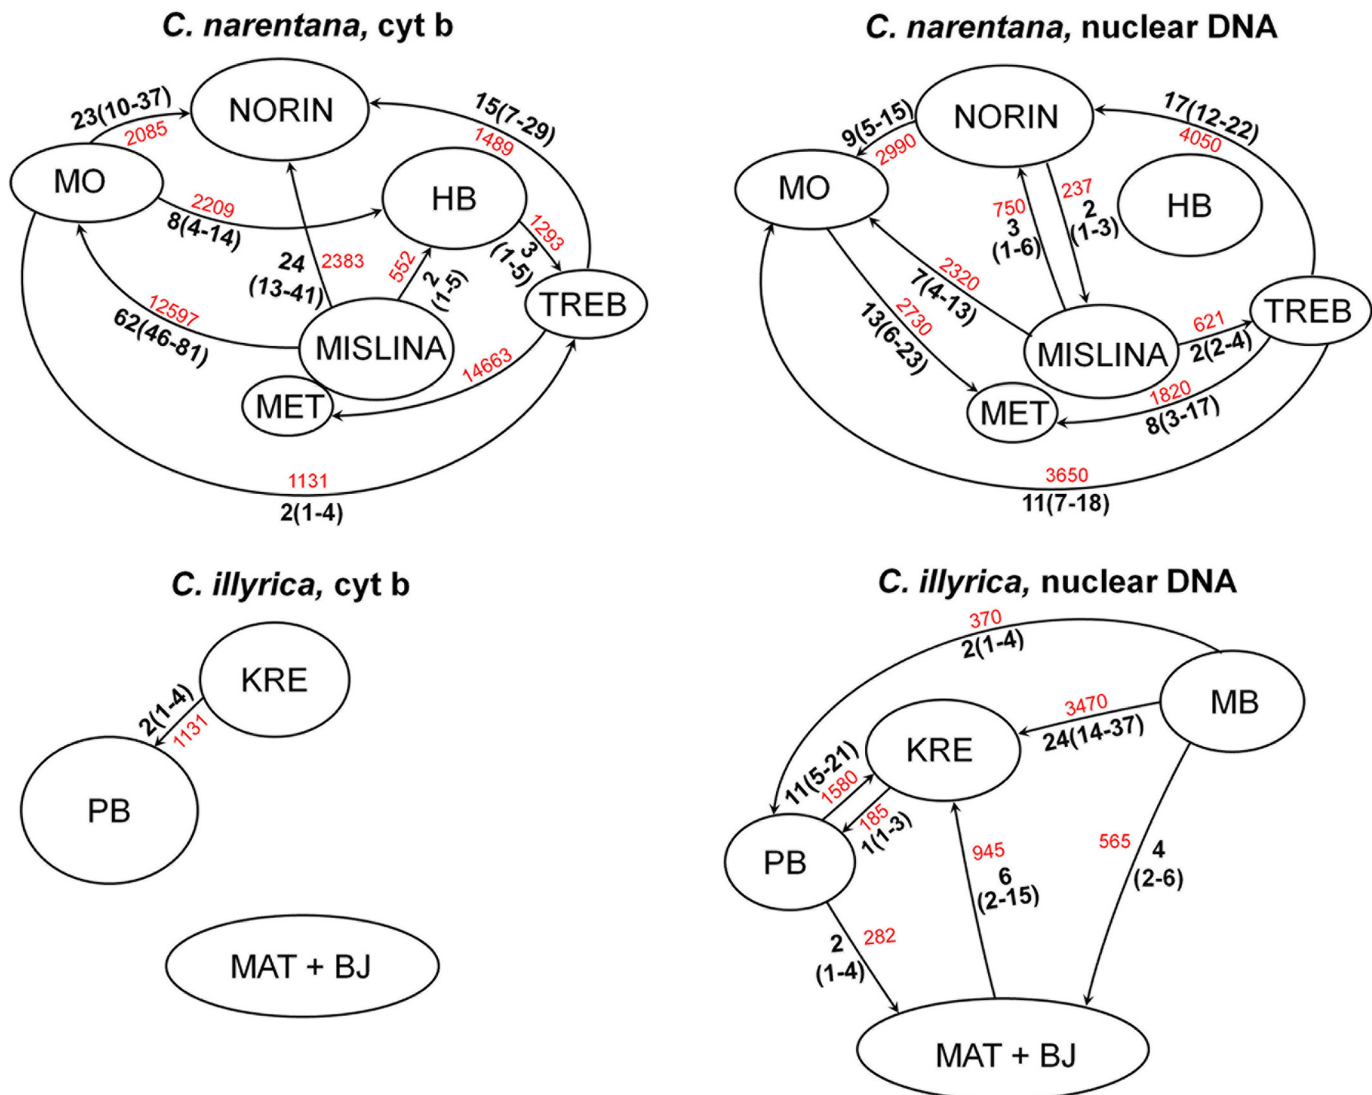 C. narentana, cyt b
23(10-37)
2085
NORIN
15(7-29)
1489
MO
2209
8(4-14)
HB
1293
3
(1-5)
24
(13-41)
2383
552
2
(1-5)
TREB
12597
62(46-81)
MISLINA
14663
MET
1131
2(1-4)
C. narentana, nuclear DNA
9(5-15)
2990
NORIN
17(12-22)
4050
MO
237
2
(1-3)
750
3
(1-6)
HB
2320
7(4-13)
2730
13(6-23)
MISLINA
621
2(2-4)
TREB
MET
1820
8(3-17)
3650
11(7-18)
C. illyrica, cyt b
KRE
2(1-4)
1131
PB
MAT + BJ
C. illyrica, nuclear DNA
370
2(1-4)
MB
3470
24(14-37)
KRE
11(5-21)
1580
185
1(1-3)
PB
945
6
(2-15)
565
4
(2-6)
2
(1-4)
282
MAT + BJ